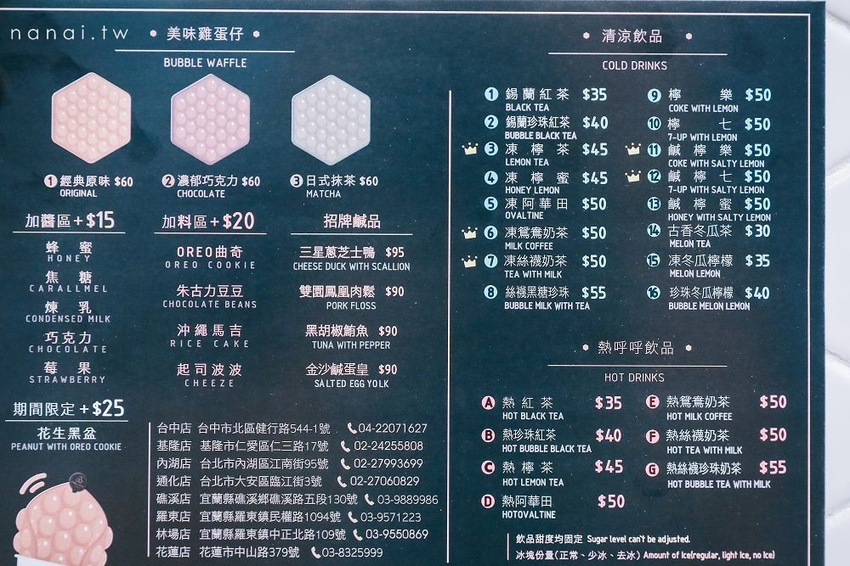 nanai.tw
美味雞蛋仔
BUBBLE WAFFLE
❶經典原味 $60
ORIGINAL
❷濃郁巧克力 $60
CHOCOLATE
❸日式抹茶 $60
MATCHA
加醬區+$15
蜂蜜
HONEY
焦糖
CARALLMEL
煉乳
CONDENSED MILK
巧克力
CHOCOLATE
莓果
STRAWBERRY
期間限定+$25
花生黑盆
PEANUT WITH OREO COOKIE
加料區+$20
OREO曲奇
OREO COOKIE
朱古力豆豆
CHOCOLATE BEANS
沖繩馬吉
RICE CAKE
起司波波
CHEEZE
招牌鹹品
三星蔥芝士鴨 $95
CHEESE DUCK WITH SCALLION
雙園鳳凰肉鬆 $90
PORK FLOSS
黑胡椒鮪魚 $90
TUNA WITH PEPPER
金沙鹹蛋皇 $90
SALTED EGG YOLK
台中店 台中市北區健行路544-1號 04-22071627
基隆店 基隆市仁愛區仁三路17號 02-24255808
內湖店 台北市內湖區江南街95號 02-27993699
通化店 台北市大安區臨江街3號 02-27060829
礁溪店 宜蘭縣礁溪鄉礁溪路五段130號 03-9889986
羅東店 宜蘭縣羅東鎮民權路1094號 03-9571223
林場店 宜蘭縣羅東鎮中正北路109號 03-9550869
花蓮店 花蓮市中山路379號 03-8325999
清涼飲品
COLD DRINKS
❶ 錫蘭紅茶 $35
BLACK TEA
❷ 錫蘭珍珠紅茶 $40
BUBBLE BLACK TEA
❸ 凍檸茶 $45
LEMON TEA
❹ 凍檸蜜 $45
HONEY LEMON
❺ 凍阿華田 $50
OVALTINE
❻ 凍鴛鴦奶茶 $50
MILK COFFEE
❼ 凍絲襪奶茶 $50
TEA WITH MILK
❽ 絲襪黑糖珍珠 $55
BUBBLE MILK WITH TEA
❾ 檸樂 $50
COKE WITH LEMON
❿ 檸七 $50
7-UP WITH LEMON
⓫ 鹹檸樂 $50
COKE WITH SALTY LEMON
⓬ 鹹檸七 $50
7-UP WITH SALTY LEMON
⓭ 鹹檸蜜 $50
HONEY WITH SALTY LEMON
⓮ 古香冬瓜茶 $30
MELON TEA
⓯ 凍冬瓜檸檬 $35
MELON LEMON
⓰ 珍珠冬瓜檸檬 $40
BUBBLE MELON LEMON
熱呼呼飲品
HOT DRINKS
A 熱紅茶 $35
HOT BLACK TEA
B 熱珍珠紅茶 $40
HOT BUBBLE BLACK TEA
C 熱檸茶 $45
HOT LEMON TEA
D 熱阿華田 $50
HOTOVALTINE
E 熱鴛鴦奶茶 $50
HOT MILK COFFEE
F 熱絲襪奶茶 $50
HOT TEA WITH MILK
G 熱絲襪珍珠奶茶 $55
HOT BUBBLE TEA WITH MILK
飲品甜度均固定 Sugar level can't be adjusted.
冰塊份量(正常、少冰、去冰) Amount of Ice(regular, light ice, no Ice)